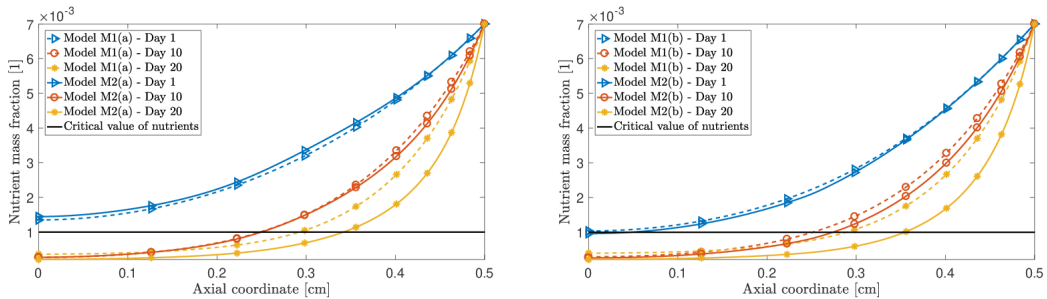 ×10⁻³
7
6
5
4
3
2
1
0
0.1
0.2
0.3
0.4
0.5
Nutrient mass fraction [1]
Axial coordinate [cm]
Model M1(a) - Day 1
Model M1(a) - Day 10
Model M1(a) - Day 20
Model M2(a) - Day 1
Model M2(a) - Day 10
Model M2(a) - Day 20
Critical value of nutrients
×10⁻³
7
6
5
4
3
2
1
0
0.1
0.2
0.3
0.4
0.5
Nutrient mass fraction [1]
Axial coordinate [cm]
Model M1(b) - Day 1
Model M1(b) - Day 10
Model M1(b) - Day 20
Model M2(b) - Day 1
Model M2(b) - Day 10
Model M2(b) - Day 20
Critical value of nutrients